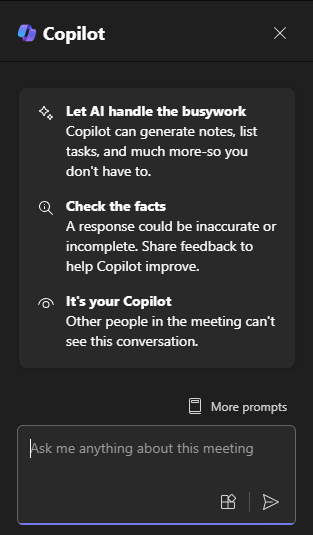 Copilot
Let AI handle the busywork
Copilot can generate notes, list
tasks, and much more-so you
don't have to.
Check the facts
A response could be inaccurate or
incomplete. Share feedback to
help Copilot improve.
It's your Copilot
Other people in the meeting can't
see this conversation.
More prompts
Ask me anything about this meeting